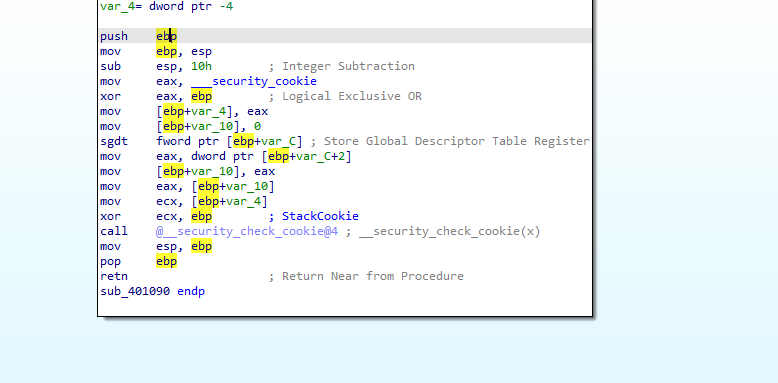 var_4= dword ptr -4
push ebp
mov ebp, esp
sub esp, 10h ; Integer Subtraction
mov eax, ___security_cookie
xor eax, ebp ; Logical Exclusive OR
mov [ebp+var_4], eax
mov [ebp+var_10], 0
sgdt fword ptr [ebp+var_C] ; Store Global Descriptor Table Register
mov eax, dword ptr [ebp+var_C+2]
mov [ebp+var_10], eax
mov eax, [ebp+var_10]
mov ecx, [ebp+var_4]
xor ecx, ebp ; StackCookie
call @__security_check_cookie@4 ; __security_check_cookie(x)
mov esp, ebp
pop ebp
retn ; Return Near from Procedure
sub_401090 endp